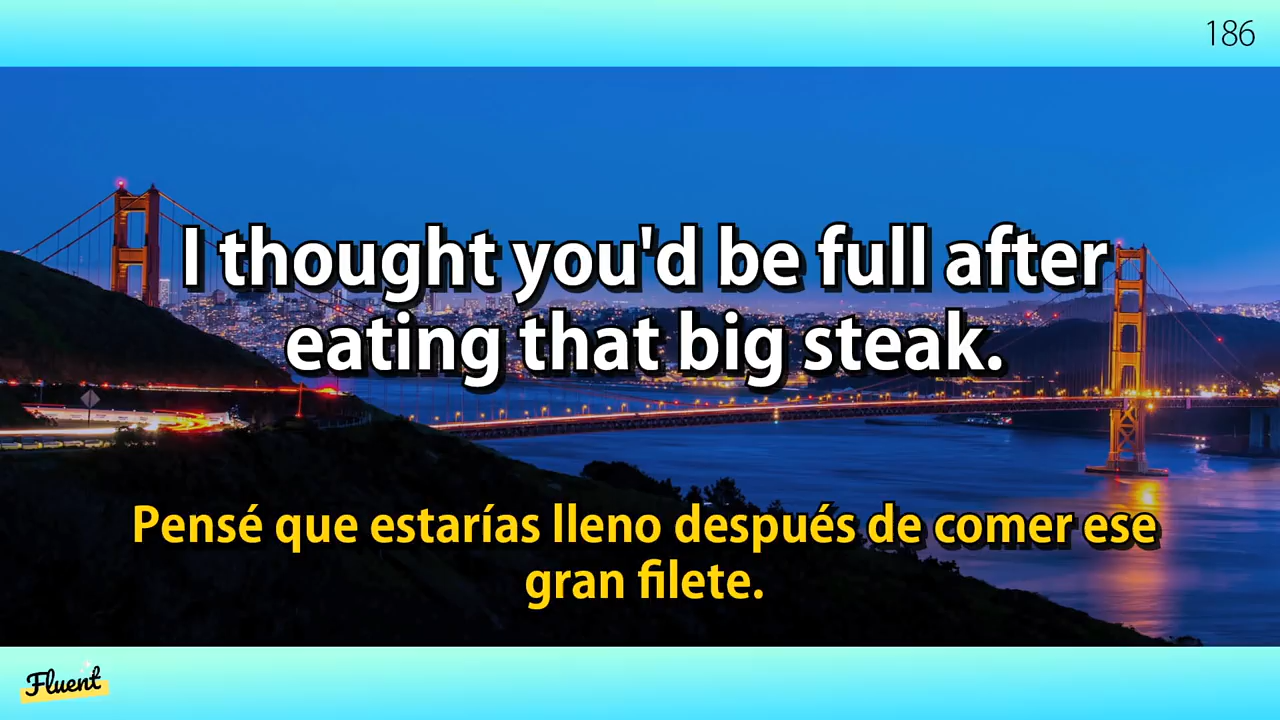 186
I thought you'd be full after
eating that big steak.
Pensé que estarías lleno después de comer ese
gran filete.
Fluent